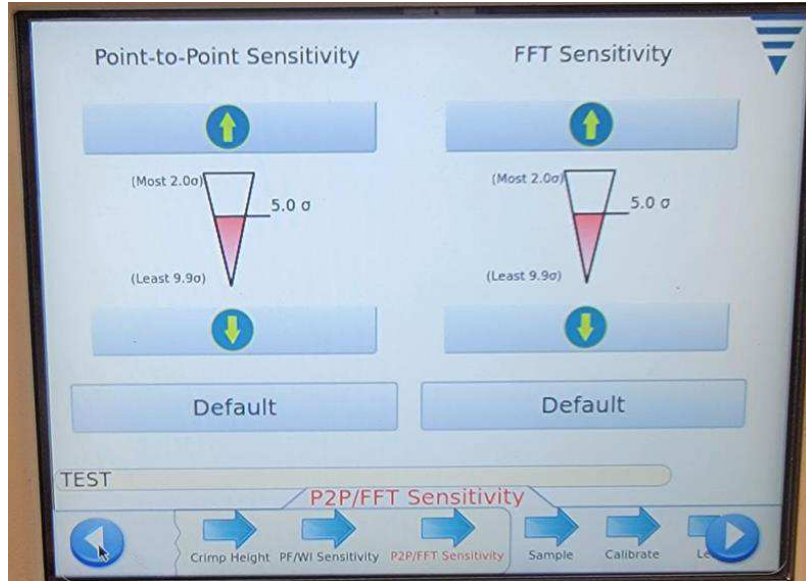 Point-to-Point Sensitivity
FFT Sensitivity
(Most 2.0σ)
5.0 σ
(Least 9.9σ)
(Most 2.0σ)
5.0 σ
(Least 9.9σ)
Default
Default
TEST
P2P/FFT Sensitivity
Crimp Height
PF/WI Sensitivity
P2P/FFT Sensitivity
Sample
Calibrate